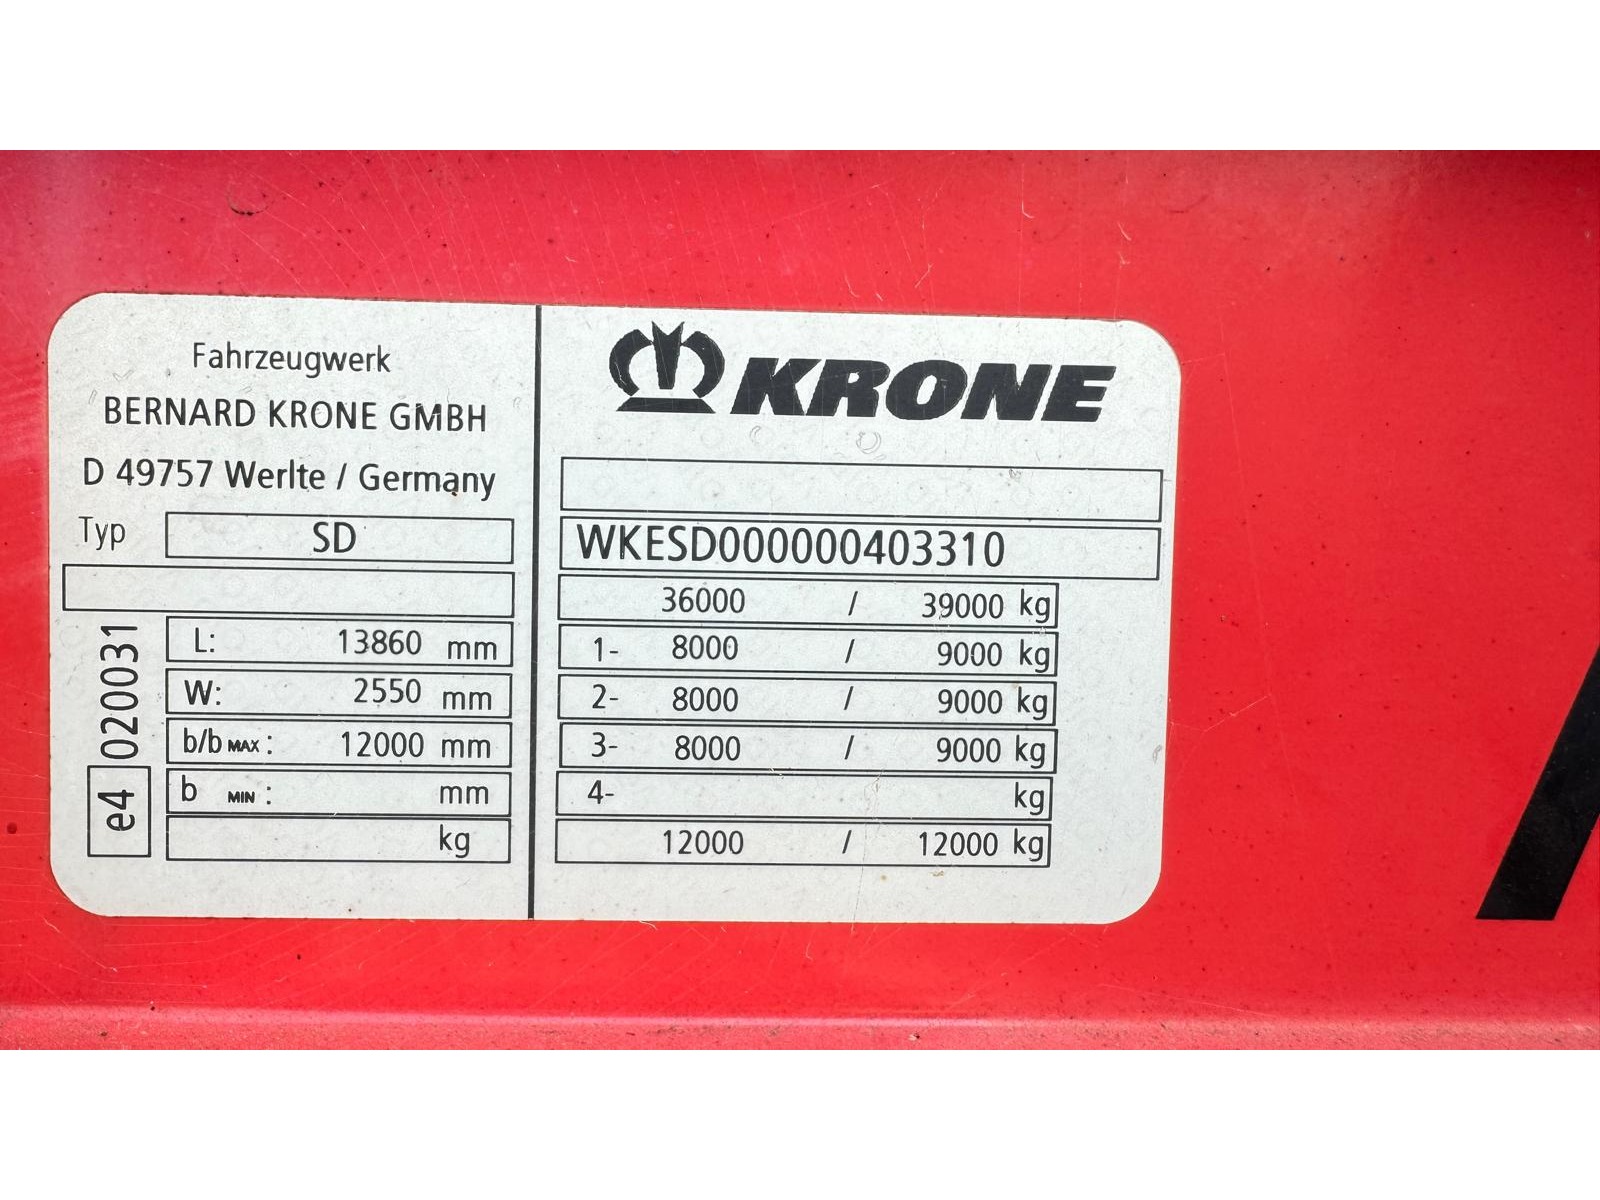 Fahrzeugwerk
BERNARD KRONE GMBH
D 49757 Werlte / Germany
Typ SD
L: 13860 mm
W: 2550 mm
b/b MAX : 12000 mm
b MIN : mm
kg
e4 020031
KRONE
WKESD000000403310
36000 / 39000 kg
1- 8000 / 9000 kg
2- 8000 / 9000 kg
3- 8000 / 9000 kg
4- kg
12000 / 12000 kg